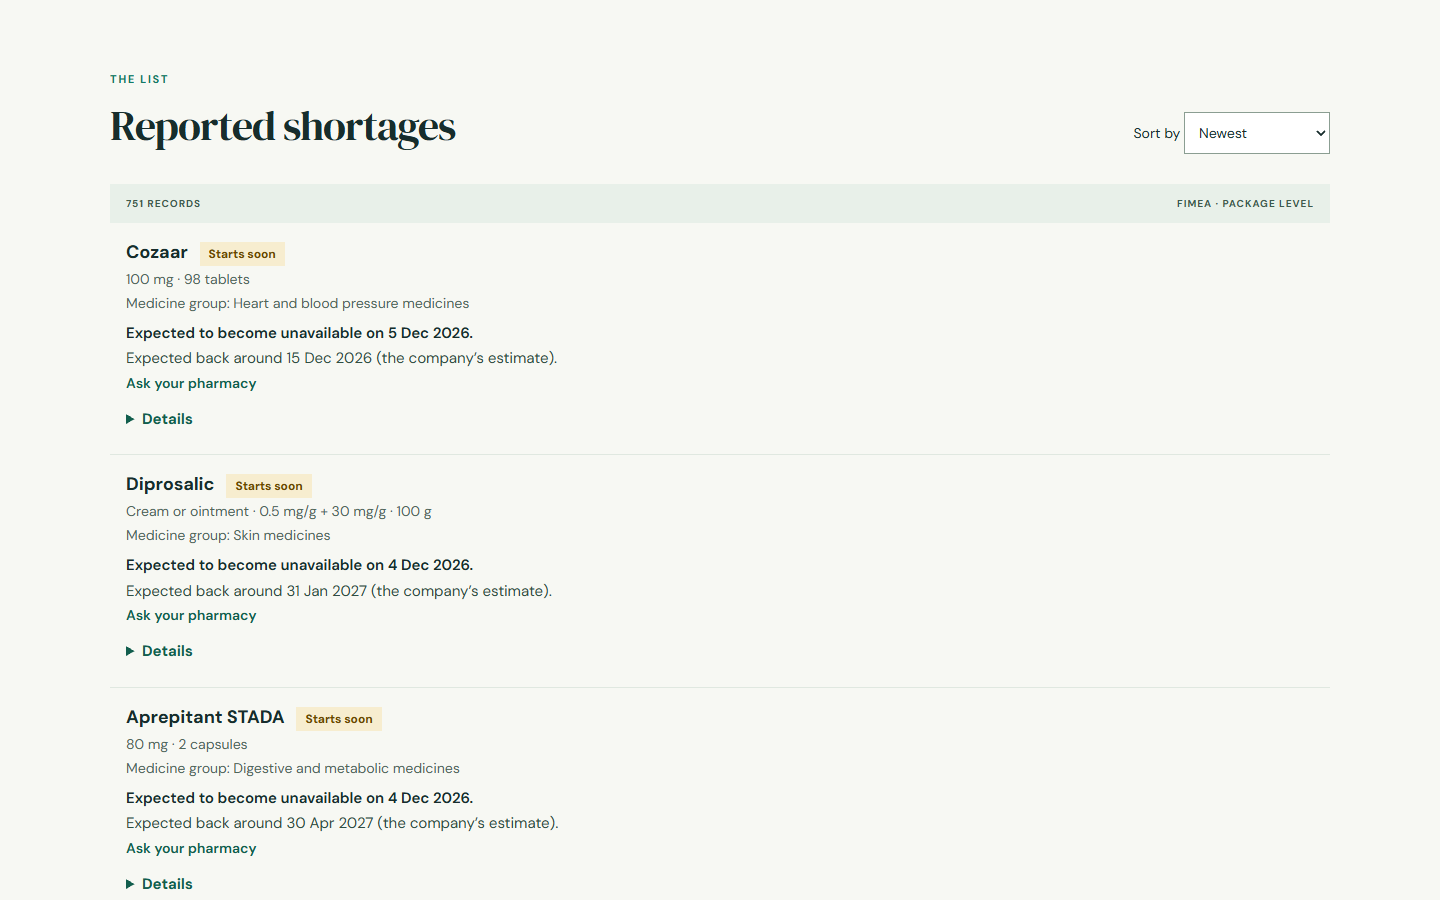 THE LIST
Reported shortages
Sort by Newest
751 RECORDS
FIMEA · PACKAGE LEVEL
Cozaar Starts soon
100 mg · 98 tablets
Medicine group: Heart and blood pressure medicines
Expected to become unavailable on 5 Dec 2026.
Expected back around 15 Dec 2026 (the company’s estimate).
Ask your pharmacy
Details
Diprosalic Starts soon
Cream or ointment · 0.5 mg/g + 30 mg/g · 100 g
Medicine group: Skin medicines
Expected to become unavailable on 4 Dec 2026.
Expected back around 31 Jan 2027 (the company’s estimate).
Ask your pharmacy
Details
Aprepitant STADA Starts soon
80 mg · 2 capsules
Medicine group: Digestive and metabolic medicines
Expected to become unavailable on 4 Dec 2026.
Expected back around 30 Apr 2027 (the company’s estimate).
Ask your pharmacy
Details